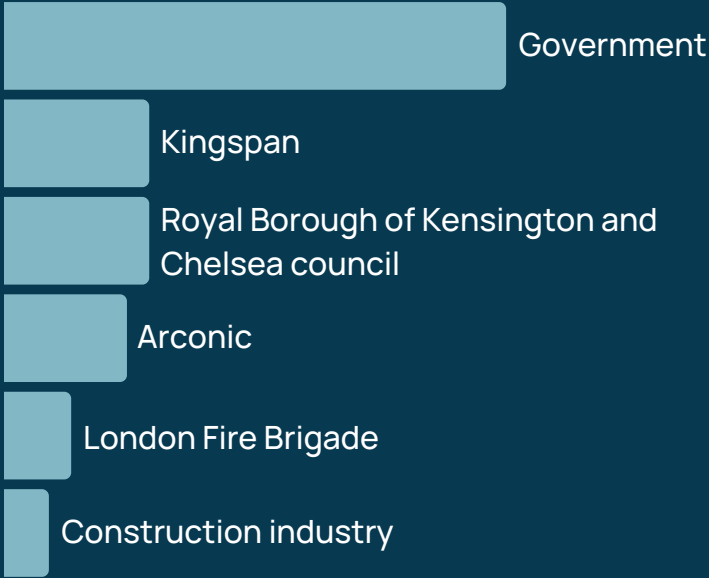 Government
Kingspan
Royal Borough of Kensington and
Chelsea council
Arconic
London Fire Brigade
Construction industry